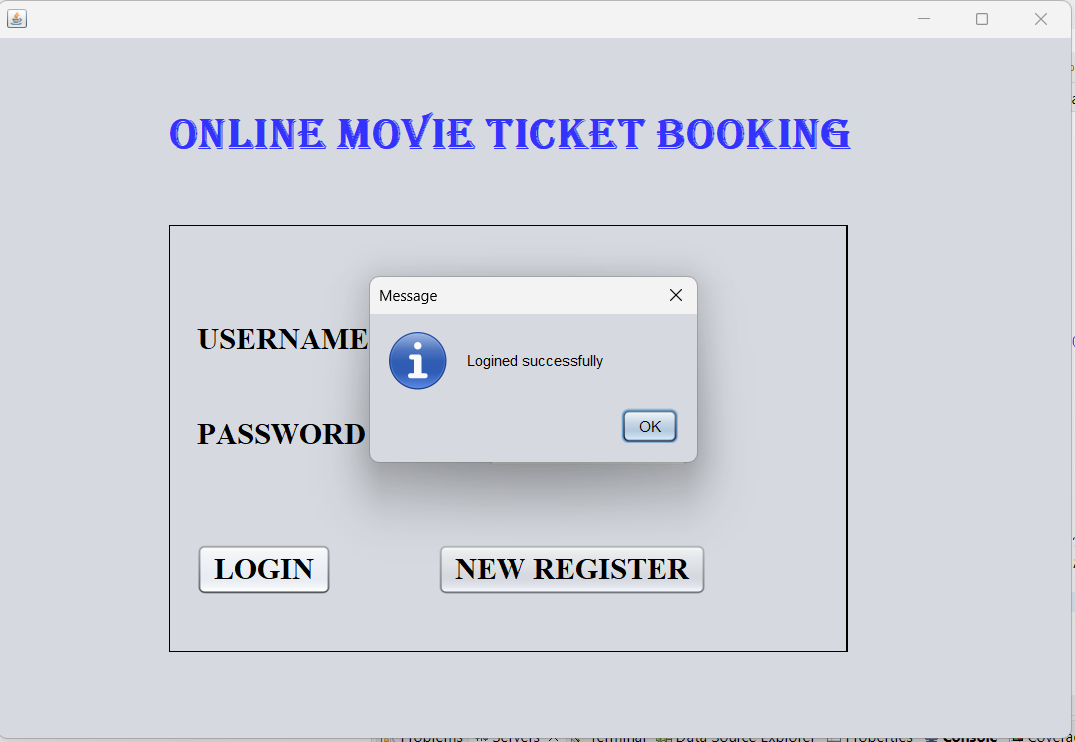 ONLINE MOVIE TICKET BOOKING
Message
USERNAME
Logined successfully
OK
PASSWORD
LOGIN
NEW REGISTER
Problems Servers Terminal Data Source Explorer Properties Console